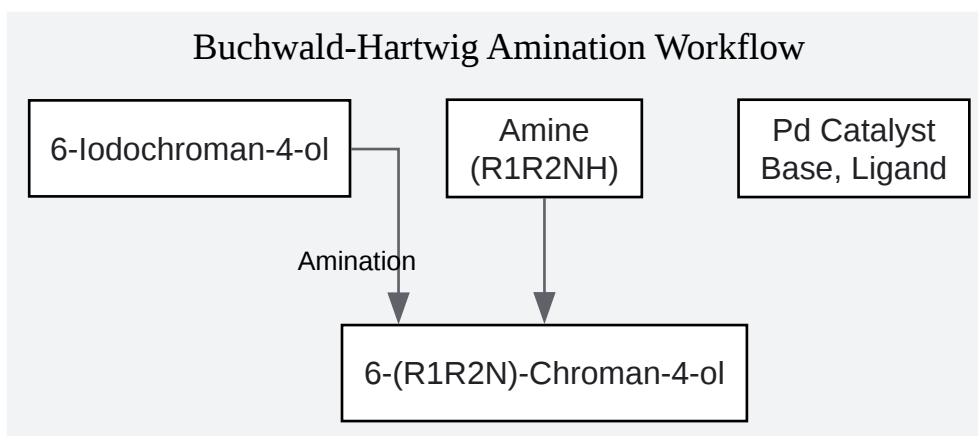 Buchwald-Hartwig Amination Workflow
6-Iodochroman-4-ol
Amine
(R1R2NH)
Pd Catalyst
Base, Ligand
Amination
6-(R1R2N)-Chroman-4-ol